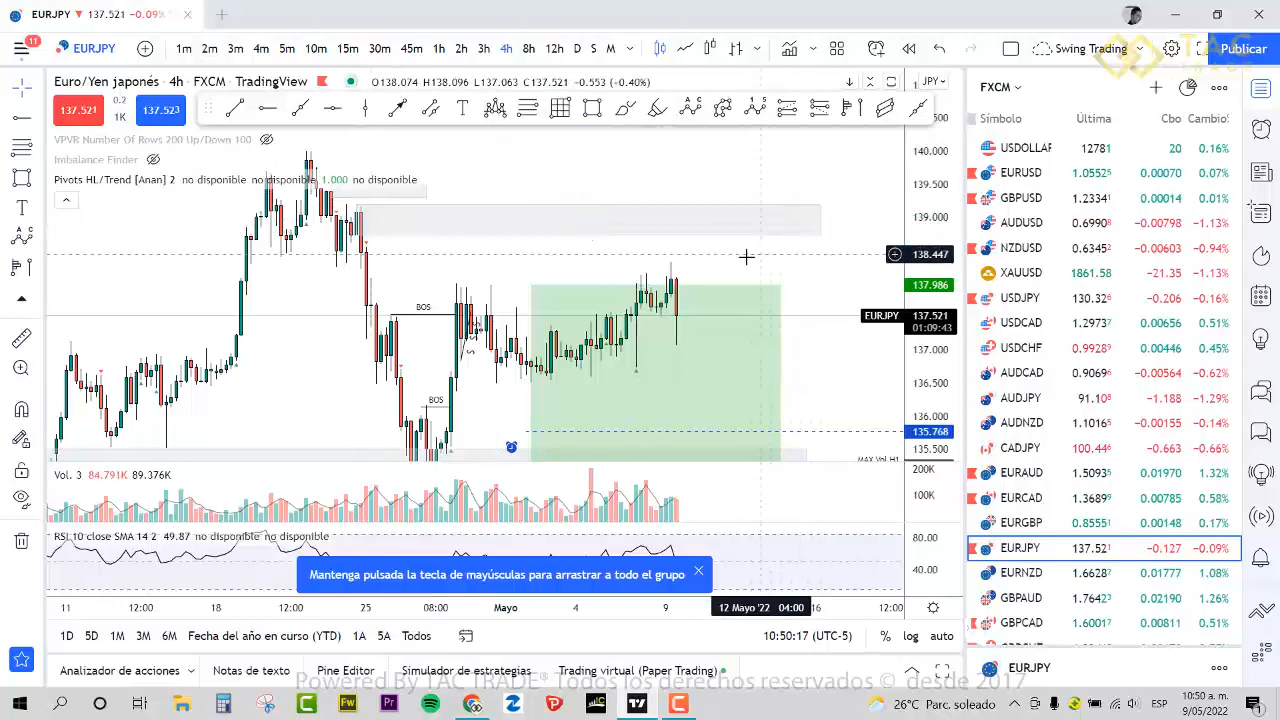 EURJPY ▼ 137.521 −0.09%
11
EURJPY
1m 2m 3m 5m 10m 15m 30m 45m 1h 2h 3h 4h 8h 12h D S M
Swing Trading
Publicar
Euro/Yen japonés · 4h · FXCM · TradingView
O138.074 H138.096 L137.063 C137.521 −0.553 (−0.40%)
JPY
137.521
0.2
1K
137.523
VPVR Number Of Rows 200 Up/Down 100
Imbalance Finder
Pivots HL/Trend [Anan] 2 no disponible no disponible 1.000 no disponible
140.000
139.500
139.000
138.447
137.986
EURJPY 137.521
01:09:43
137.000
136.500
136.000
135.768
135.500
BOS
BOS
MAX Vol H1
Vol. 3 84.791K 89.376K
200K
100K
RSI 10 close SMA 14 2 49.87 no disponible no disponible
80.00
40.00
Mantenga pulsada la tecla de mayúsculas para arrastrar a todo el grupo
11 12:00 18 12:00 25 08:00 Mayo 4 12:00 9 12 Mayo '22 04:00 16 12:00
1D 5D 1M 3M 6M Fecha del año en curso (YTD) 1A 5A Todos
10:50:17 (UTC-5)
% log auto
Analizador de acciones
Pine Editor
Simulador de estrategias
Trading virtual (Paper Trading)
FXCM
Símbolo Última Cbo Cambio%
USDOLLAR 12781 20 0.16%
EURUSD 1.05525 0.00070 0.07%
GBPUSD 1.23341 0.00014 0.01%
AUDUSD 0.69908 −0.00798 −1.13%
NZDUSD 0.63452 −0.00603 −0.94%
XAUUSD 1861.58 −21.35 −1.13%
USDJPY 130.326 −0.206 −0.16%
USDCAD 1.29737 0.00656 0.51%
USDCHF 0.99289 0.00446 0.45%
AUDCAD 0.90696 −0.00564 −0.62%
AUDJPY 91.108 −1.188 −1.29%
AUDNZD 1.10165 −0.00155 −0.14%
CADJPY 100.446 −0.663 −0.66%
EURAUD 1.50935 0.01970 1.32%
EURCAD 1.36899 0.00785 0.58%
EURGBP 0.85551 0.00148 0.17%
EURJPY 137.521 −0.127 −0.09%
EURNZD 1.66287 0.01777 1.08%
GBPAUD 1.76423 0.02190 1.26%
GBPCAD 1.60017 0.00811 0.51%
EURJPY
Powered By TAC TRADE® Todos los derechos reservados © desde 2017
26°C Parc. soleado
ESP
10:50 a. m.
9/05/2022